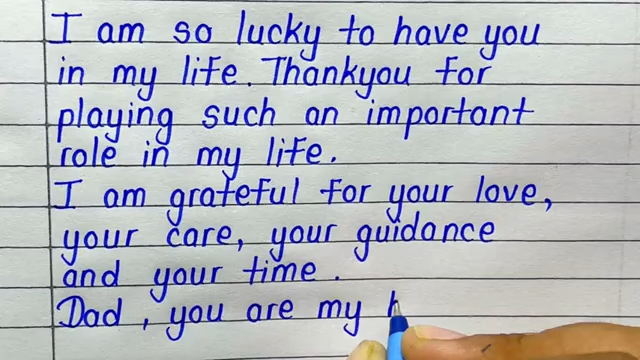 I am so lucky to have you
in my life. Thankyou for
playing such an important
role in my life.
I am grateful for your love,
your care, your guidance
and your time.
Dad, you are my